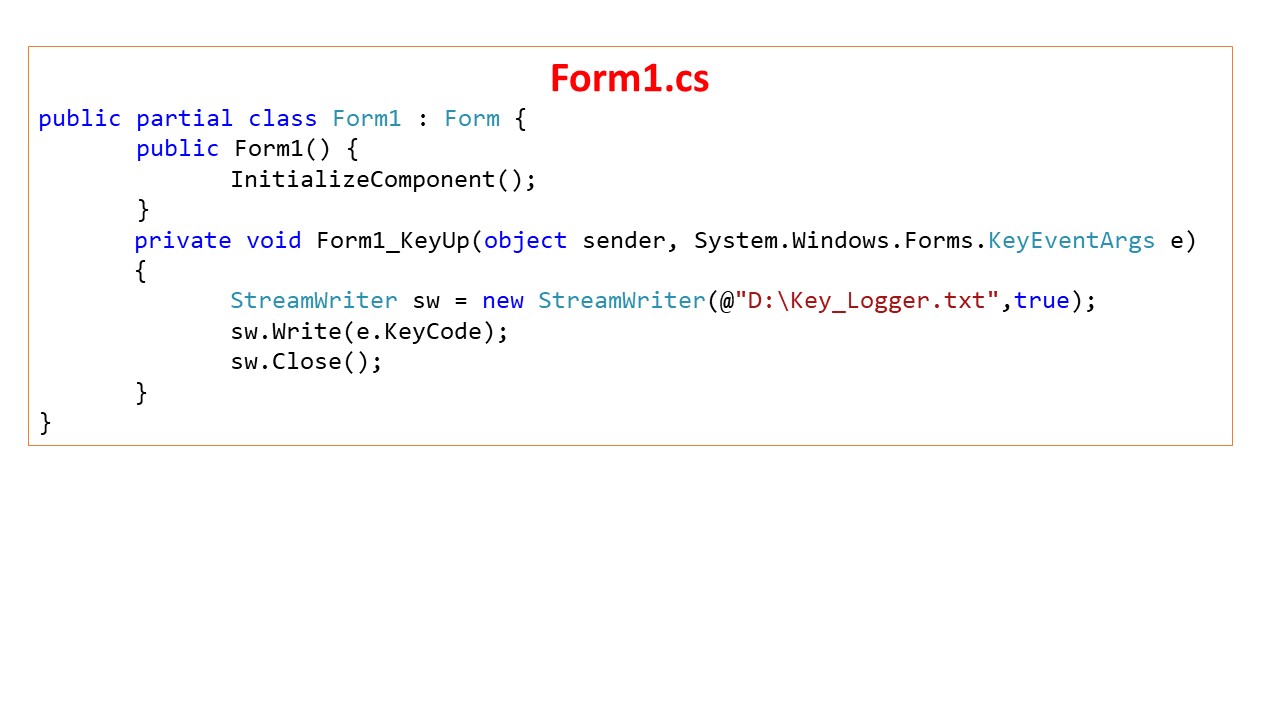 Form1.cs
public partial class Form1 : Form {
public Form1() {
InitializeComponent();
}
private void Form1_KeyUp(object sender, System.Windows.Forms.KeyEventArgs e)
{
StreamWriter sw = new StreamWriter(@"D:\Key_Logger.txt",true);
sw.Write(e.KeyCode);
sw.Close();
}
}